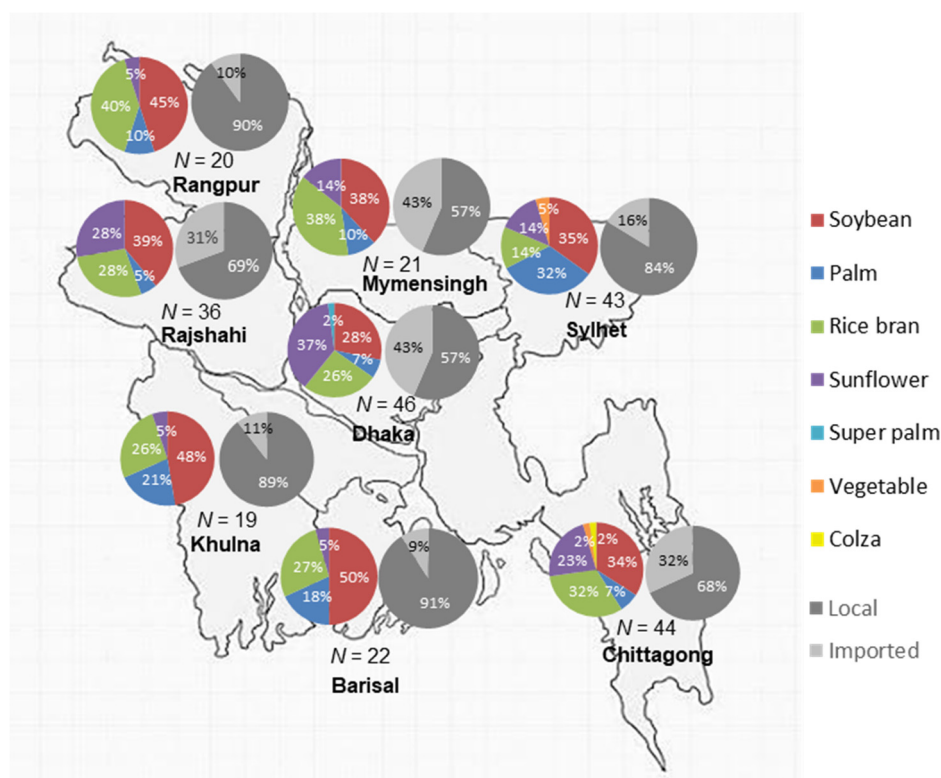 5%
45%
40%
10%
10%
90%
N = 20
Rangpur
28%
39%
28%
5%
31%
69%
N = 36
Rajshahi
14%
38%
38%
10%
43%
57%
N = 21
Mymensingh
5%
14%
35%
14%
32%
16%
84%
N = 43
Sylhet
2%
28%
37%
7%
26%
43%
57%
N = 46
Dhaka
5%
26%
48%
21%
11%
89%
N = 19
Khulna
5%
27%
50%
18%
9%
91%
N = 22
Barisal
2%
2%
23%
34%
32%
7%
32%
68%
N = 44
Chittagong
Soybean
Palm
Rice bran
Sunflower
Super palm
Vegetable
Colza
Local
Imported